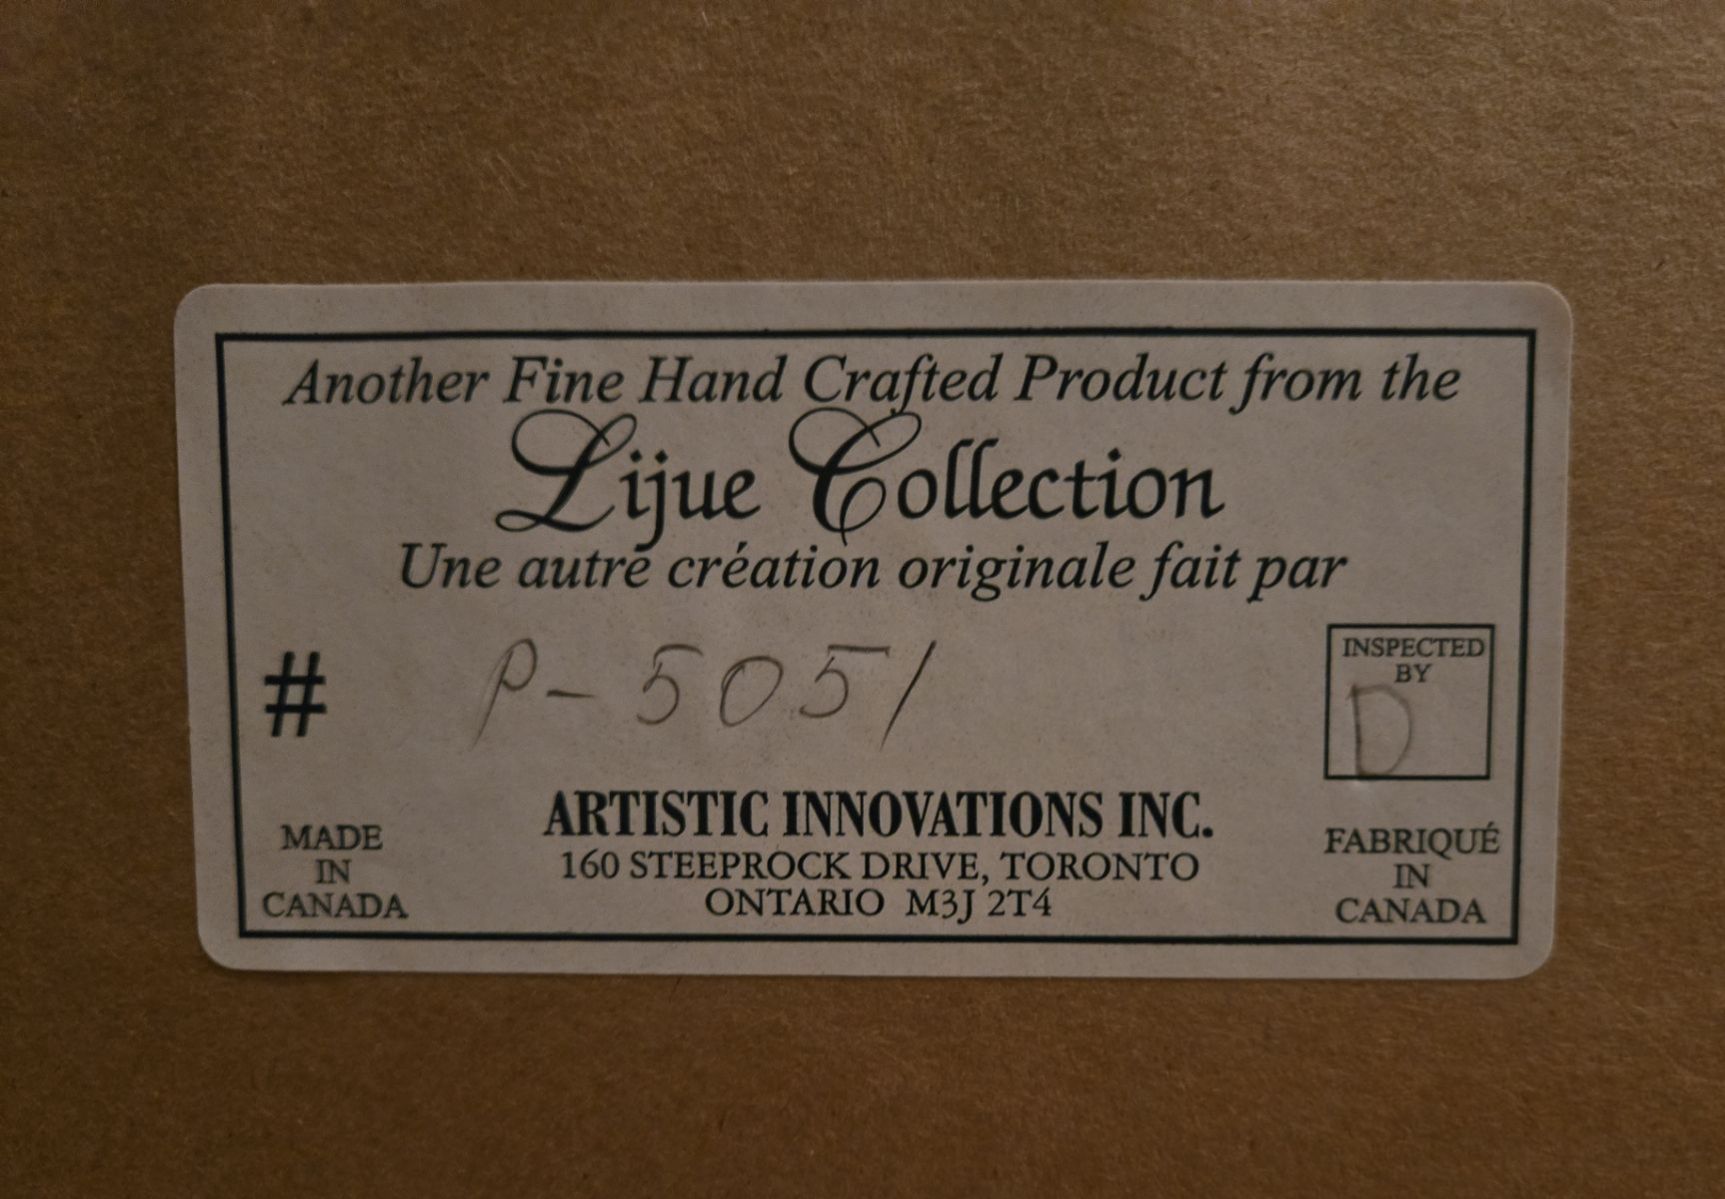 Another Fine Hand Crafted Product from the
Lijue Collection
Une autre création originale fait par
# P-5051
INSPECTED
BY
D
ARTISTIC INNOVATIONS INC.
160 STEEPROCK DRIVE, TORONTO
ONTARIO M3J 2T4
MADE
IN
CANADA
FABRIQUÉ
IN
CANADA